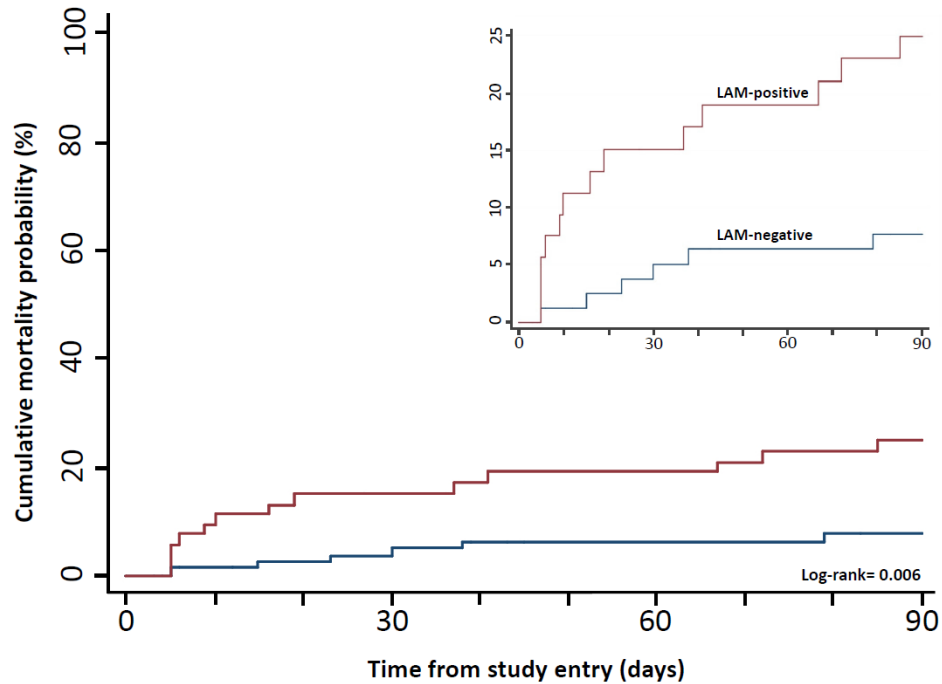 Cumulative mortality probability (%)
100
80
60
40
20
0
25
20
15
10
5
0
LAM-positive
LAM-negative
0 30 60 90
Log-rank= 0.006
0 30 60 90
Time from study entry (days)